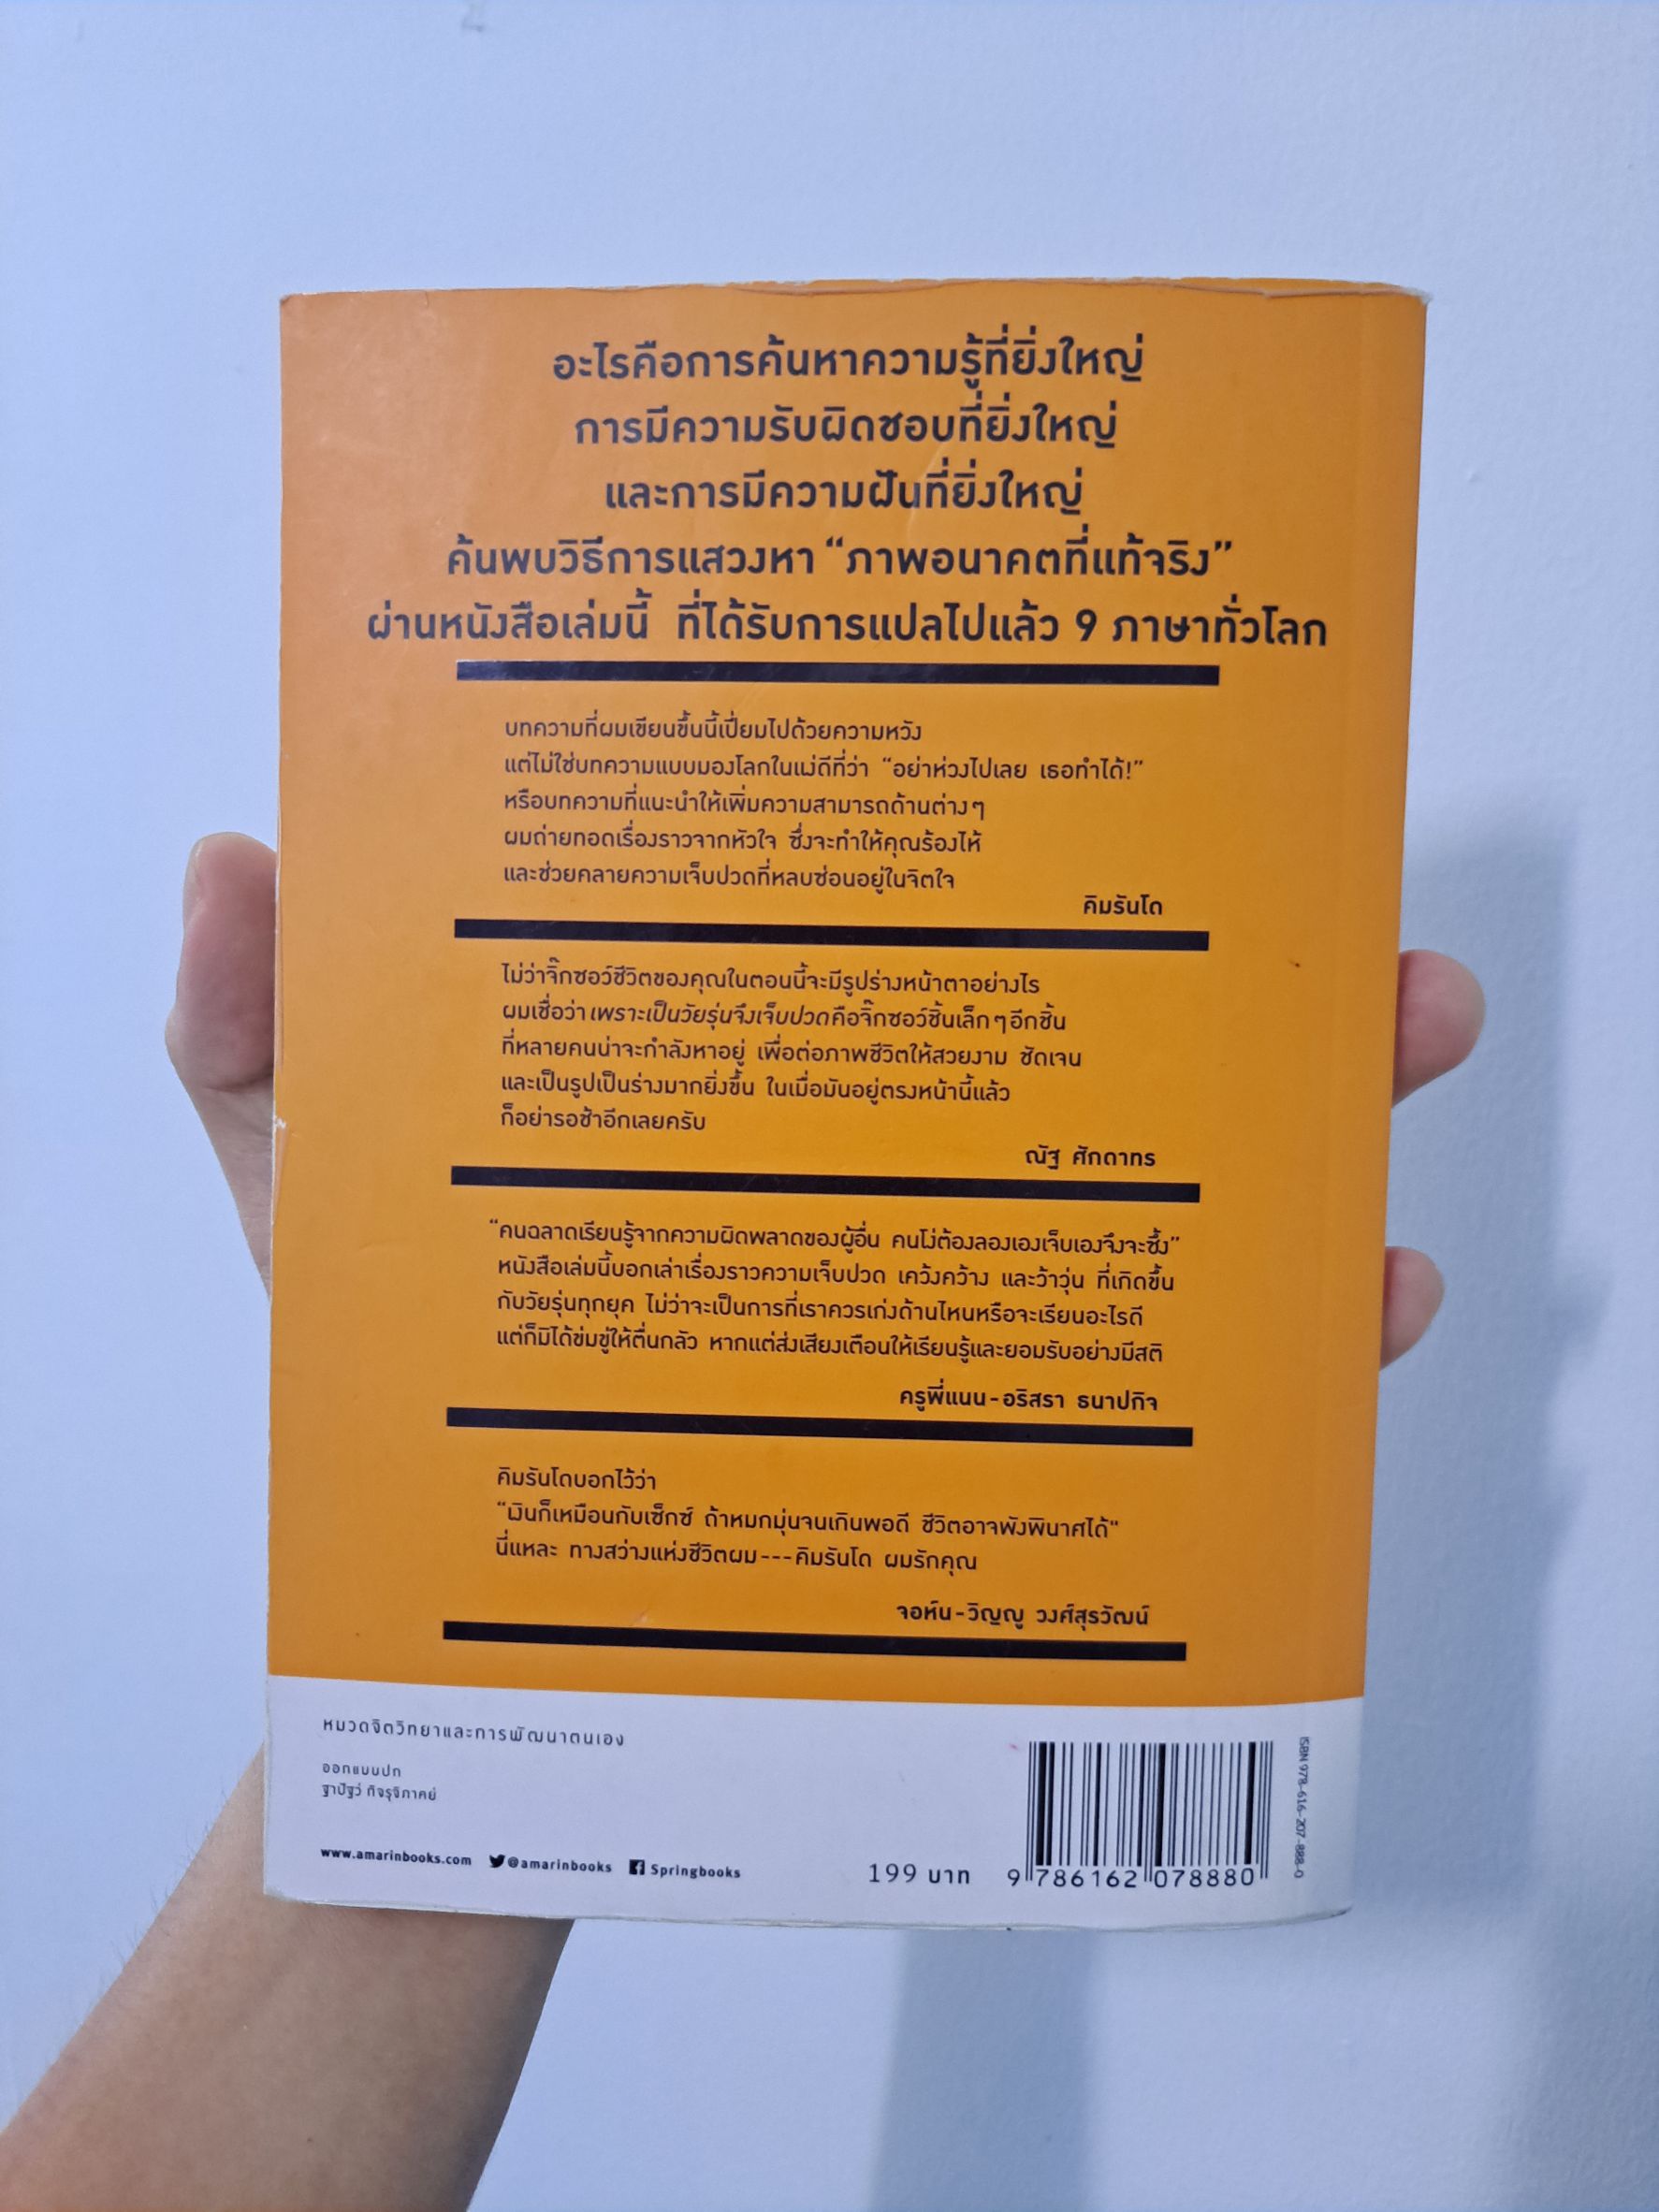 อะไรคือการค้นหาความรู้ที่ยิ่งใหญ่
การมีความรับผิดชอบที่ยิ่งใหญ่
และการมีความฝันที่ยิ่งใหญ่
ค้นพบวิธีการแสวงหา “ภาพอนาคตที่แท้จริง”
ผ่านหนังสือเล่มนี้ ที่ได้รับการแปลไปแล้ว 9 ภาษาทั่วโลก
บทความที่ผมเขียนขึ้นนี้เปี่ยมไปด้วยความหวัง
แต่ไม่ใช่บทความแบบมองโลกในแง่ดีที่ว่า “อย่าห่วงไปเลย เธอทำได้!”
หรือบทความที่แนะนำให้เพิ่มความสามารถด้านต่างๆ
ผมถ่ายทอดเรื่องราวจากหัวใจ ซึ่งจะทำให้คุณร้องไห้
และช่วยคลายความเจ็บปวดที่หลบซ่อนอยู่ในจิตใจ
คิมรันโด
ไม่ว่าจิ๊กซอว์ชีวิตของคุณในตอนนี้จะมีรูปร่างหน้าตาอย่างไร
ผมเชื่อว่า เพราะเป็นวัยรุ่นจึงเจ็บปวด คือจิ๊กซอว์ชิ้นเล็กๆ อีกชิ้น
ที่หลายคนน่าจะกำลังหาอยู่ เพื่อต่อภาพชีวิตให้สวยงาม ชัดเจน
และเป็นรูปเป็นร่างมากยิ่งขึ้น ในเมื่อมันอยู่ตรงหน้านี้แล้ว
ก็อย่ารอช้าอีกเลยครับ
ณัฐ ศักดาทร
“คนฉลาดเรียนรู้จากความผิดพลาดของผู้อื่น คนโง่ต้องลองเองเจ็บเองจึงจะซึ้ง”
หนังสือเล่มนี้บอกเล่าเรื่องราวความเจ็บปวด เคว้งคว้าง และว้าวุ่น ที่เกิดขึ้น
กับวัยรุ่นทุกยุค ไม่ว่าจะเป็นการที่เราควรเก่งด้านไหนหรือจะเรียนอะไรดี
แต่ก็มิได้ข่มขู่ให้ตื่นกลัว หากแต่ส่งเสียงเตือนให้เรียนรู้และยอมรับอย่างมีสติ
ครูพี่แนน-อริสรา ธนาปกิจ
คิมรันโดบอกไว้ว่า
“เงินก็เหมือนกับเซ็กซ์ ถ้าหมกมุ่นจนเกินพอดี ชีวิตอาจพังพินาศได้"
นี่แหละ ทางสว่างแห่งชีวิตผม---คิมรันโด ผมรักคุณ
จอห์น-วิญญู วงศ์สุรวัฒน์
หมวดจิตวิทยาและการพัฒนาตนเอง
ออกแบบปก
ฐาปัฐว์ กิจรุจิภาคย์
www.amarinbooks.com @amarinbooks Springbooks
199 บาท
9 786162 078880
ISBN 978-616-207-888-0